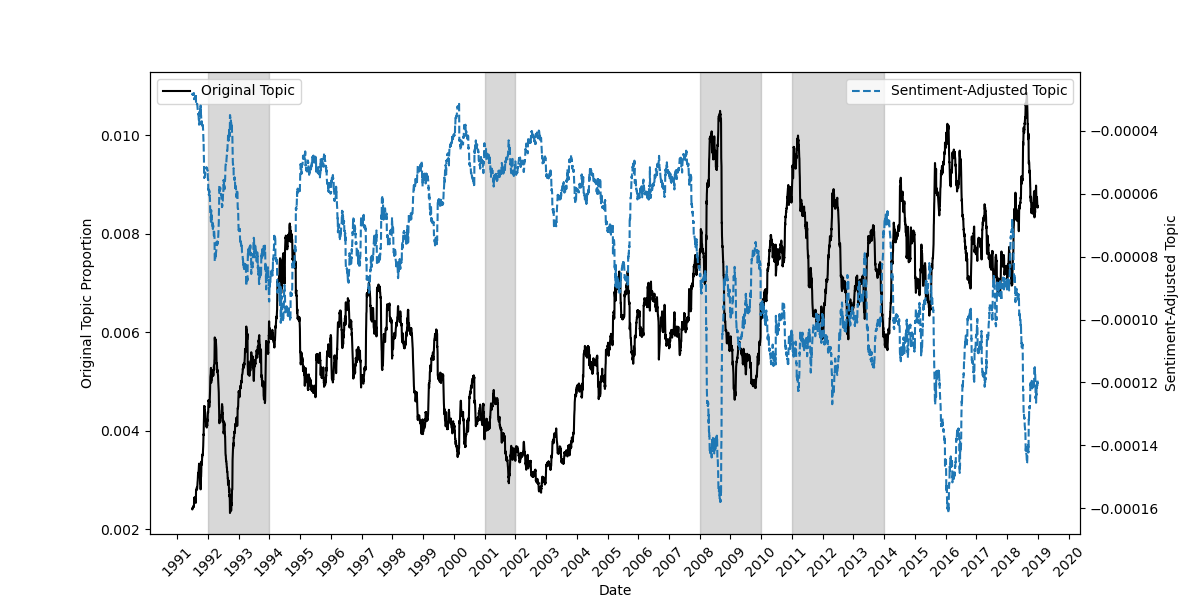 Original Topic
Sentiment-Adjusted Topic
Original Topic Proportion
0.010
0.008
0.006
0.004
0.002
−0.00004
−0.00006
−0.00008
−0.00010
−0.00012
−0.00014
−0.00016
Sentiment-Adjusted Topic
1991 1992 1993 1994 1995 1996 1997 1998 1999 2000 2001 2002 2003 2004 2005 2006 2007 2008 2009 2010 2011 2012 2013 2014 2015 2016 2017 2018 2019 2020
Date